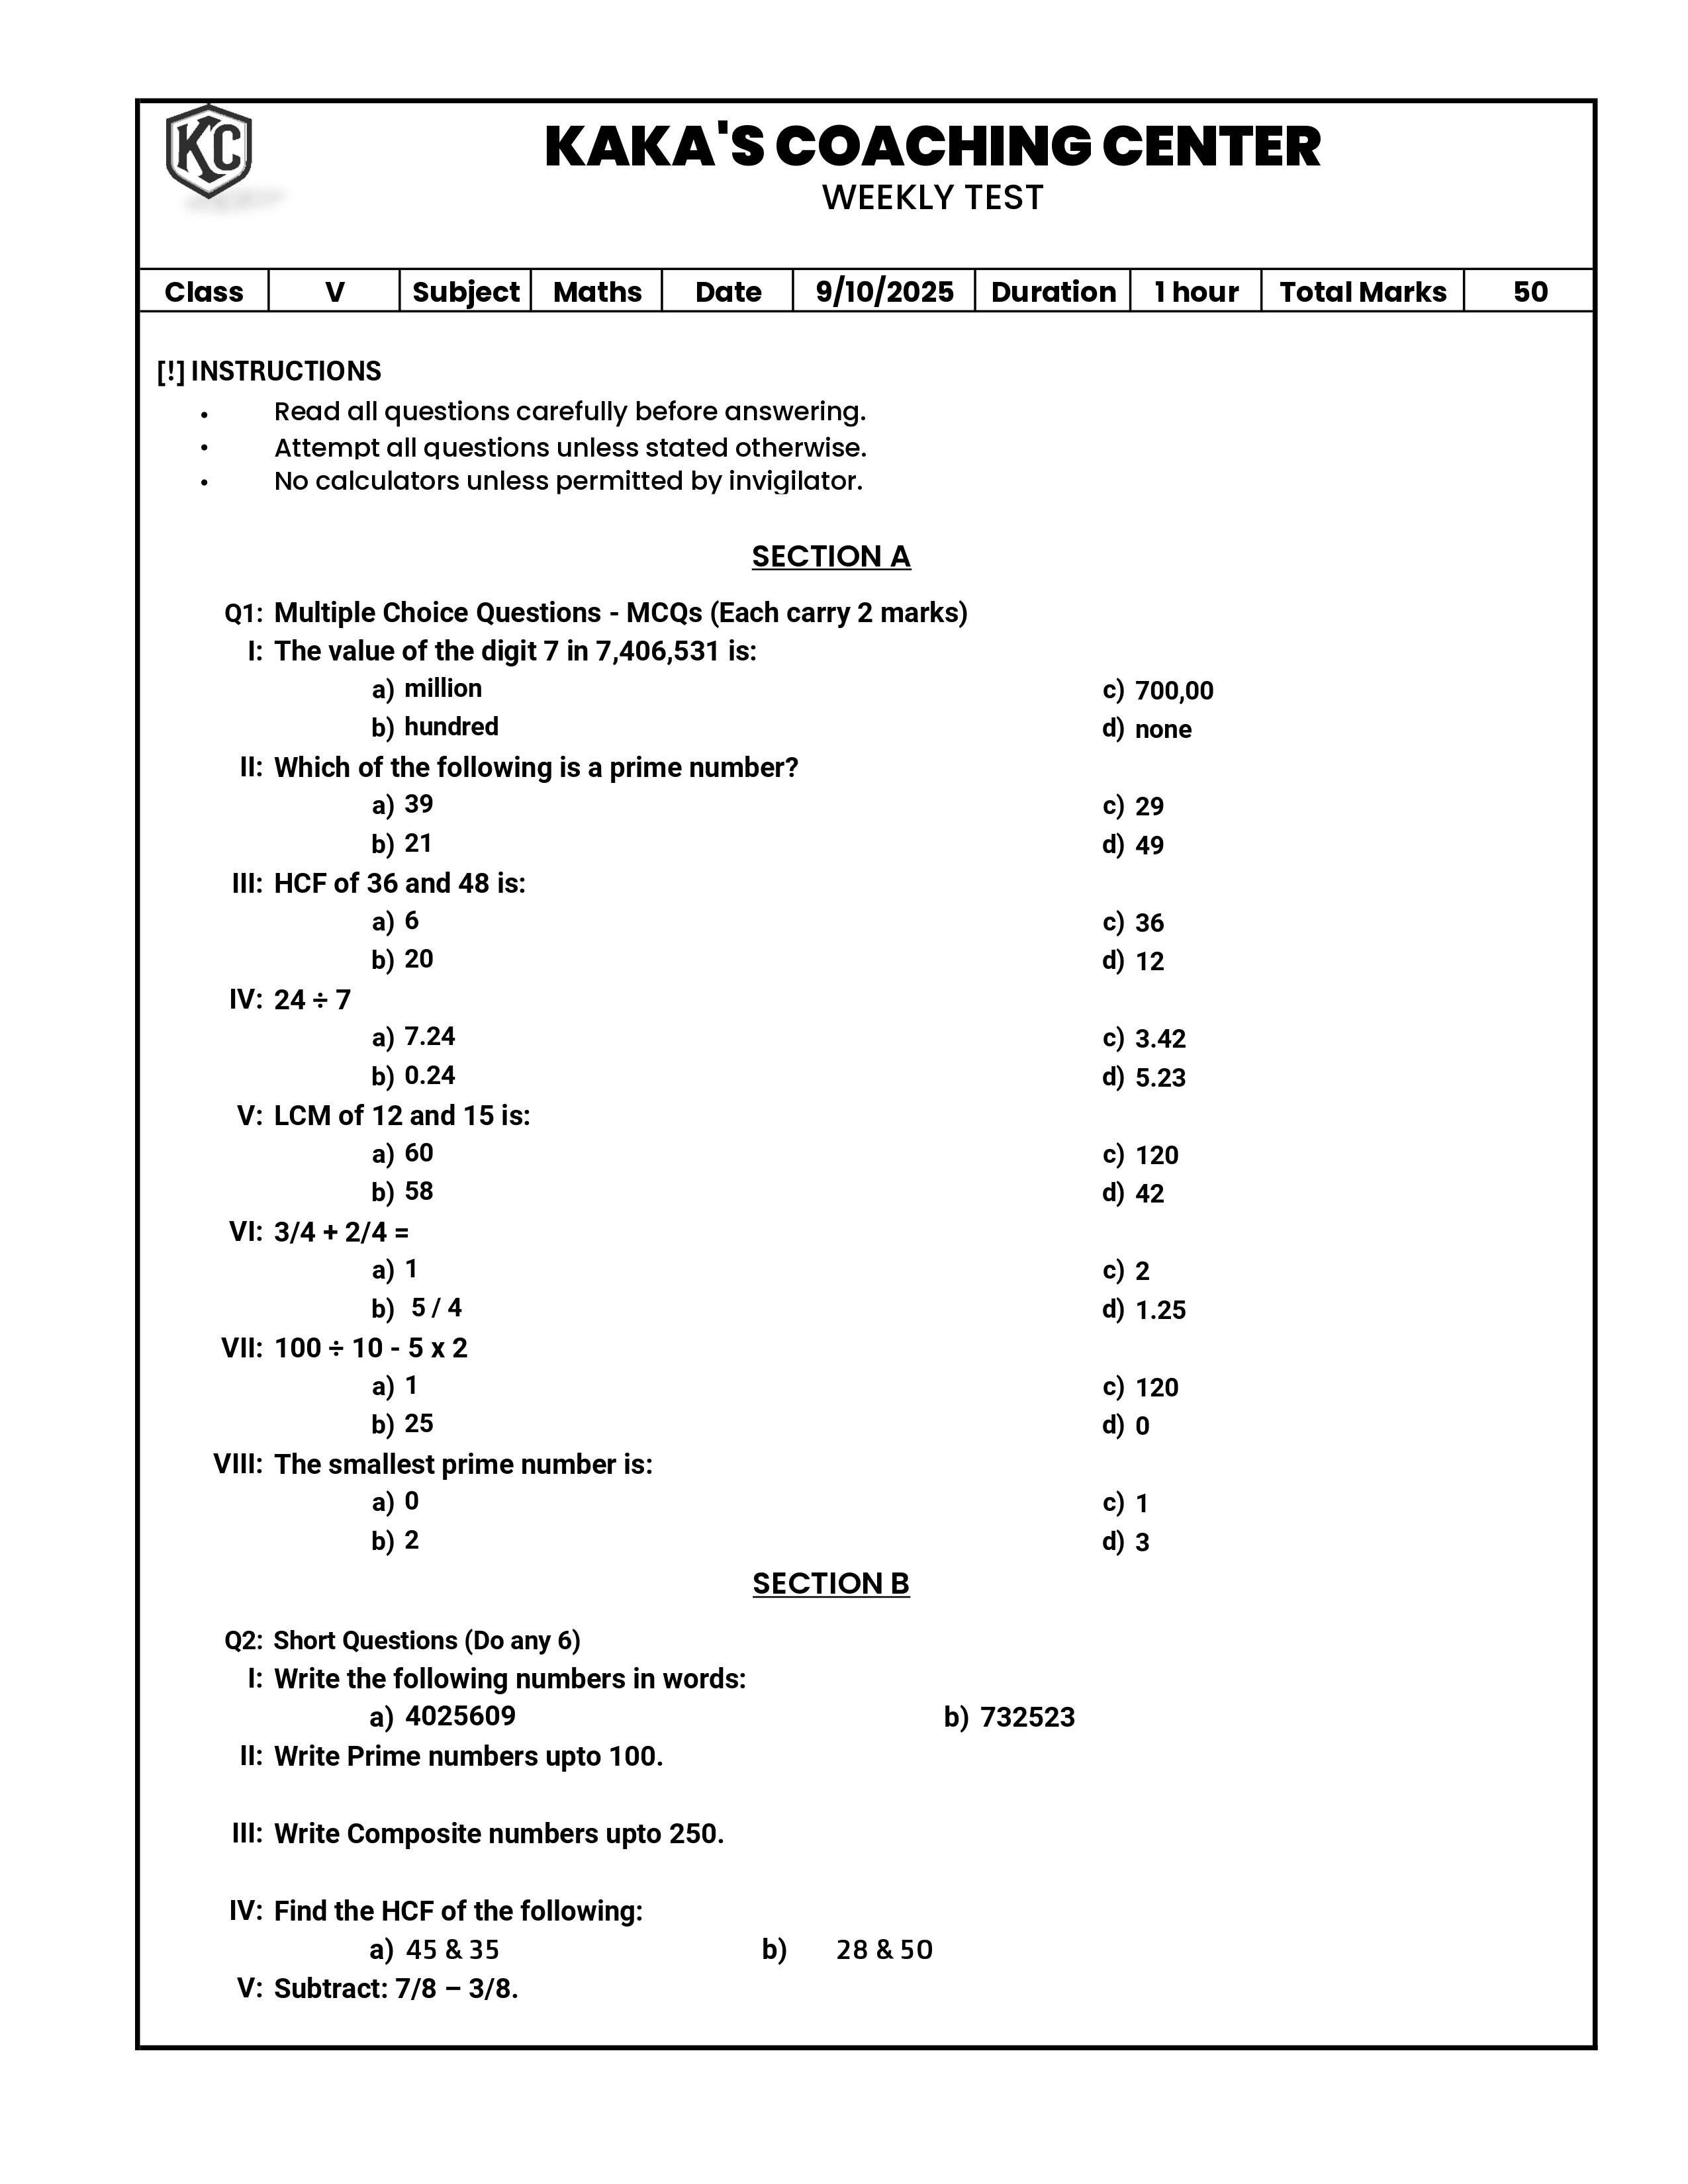 KC
KAKA'S COACHING CENTER
WEEKLY TEST
Class V Subject Maths Date 9/10/2025 Duration 1 hour Total Marks 50
[!] INSTRUCTIONS
• Read all questions carefully before answering.
• Attempt all questions unless stated otherwise.
• No calculators unless permitted by invigilator.
SECTION A
Q1: Multiple Choice Questions - MCQs (Each carry 2 marks)
I: The value of the digit 7 in 7,406,531 is:
a) million c) 700,00
b) hundred d) none
II: Which of the following is a prime number?
a) 39 c) 29
b) 21 d) 49
III: HCF of 36 and 48 is:
a) 6 c) 36
b) 20 d) 12
IV: 24 ÷ 7
a) 7.24 c) 3.42
b) 0.24 d) 5.23
V: LCM of 12 and 15 is:
a) 60 c) 120
b) 58 d) 42
VI: 3/4 + 2/4 =
a) 1 c) 2
b) 5 / 4 d) 1.25
VII: 100 ÷ 10 - 5 x 2
a) 1 c) 120
b) 25 d) 0
VIII: The smallest prime number is:
a) 0 c) 1
b) 2 d) 3
SECTION B
Q2: Short Questions (Do any 6)
I: Write the following numbers in words:
a) 4025609 b) 732523
II: Write Prime numbers upto 100.
III: Write Composite numbers upto 250.
IV: Find the HCF of the following:
a) 45 & 35 b) 28 & 50
V: Subtract: 7/8 – 3/8.